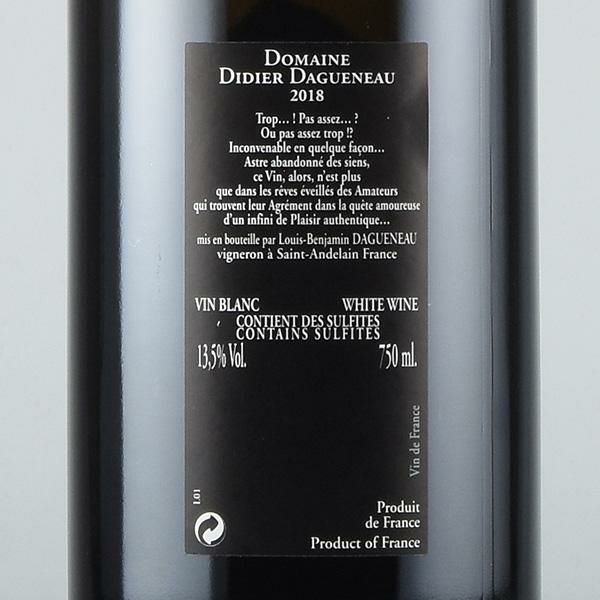 DOMAINE
DIDIER DAGUENEAU
2018
Trop… ! Pas assez… ?
Ou pas assez trop !?
Inconvenable en quelque façon…
Astre abandonné des siens,
ce Vin, alors, n'est plus
que dans les rêves éveillés des Amateurs
qui trouvent leur Agrément dans la quête amoureuse
d'un infini de Plaisir authentique…
mis en bouteille par Louis-Benjamin DAGUENEAU
vigneron à Saint-Andelain France
VIN BLANC WHITE WINE
CONTIENT DES SULFITES
CONTAINS SULFITES
13,5% Vol. 750 ml.
Vin de France
L01
Produit
de France
Product of France